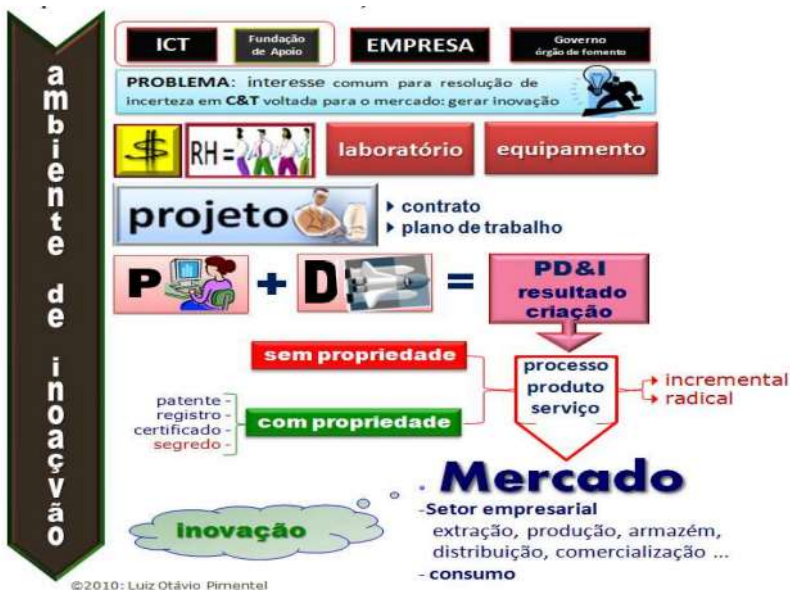 ambiente de inoaçvão
ICT
Fundação
de Apoio
EMPRESA
Governo
órgão de fomento
PROBLEMA: interesse comum para resolução de
incerteza em C&T voltada para o mercado: gerar inovação
$
RH =
laboratório
equipamento
projeto
contrato
plano de trabalho
P + D =
PD&I
resultado
criação
sem propriedade
processo
produto
serviço
incremental
radical
patente -
registro -
certificado -
segredo -
com propriedade
Mercado
-Setor empresarial
extração, produção, armazém,
distribuição, comercialização ...
- consumo
inovação
©2010: Luiz Otávio Pimentel